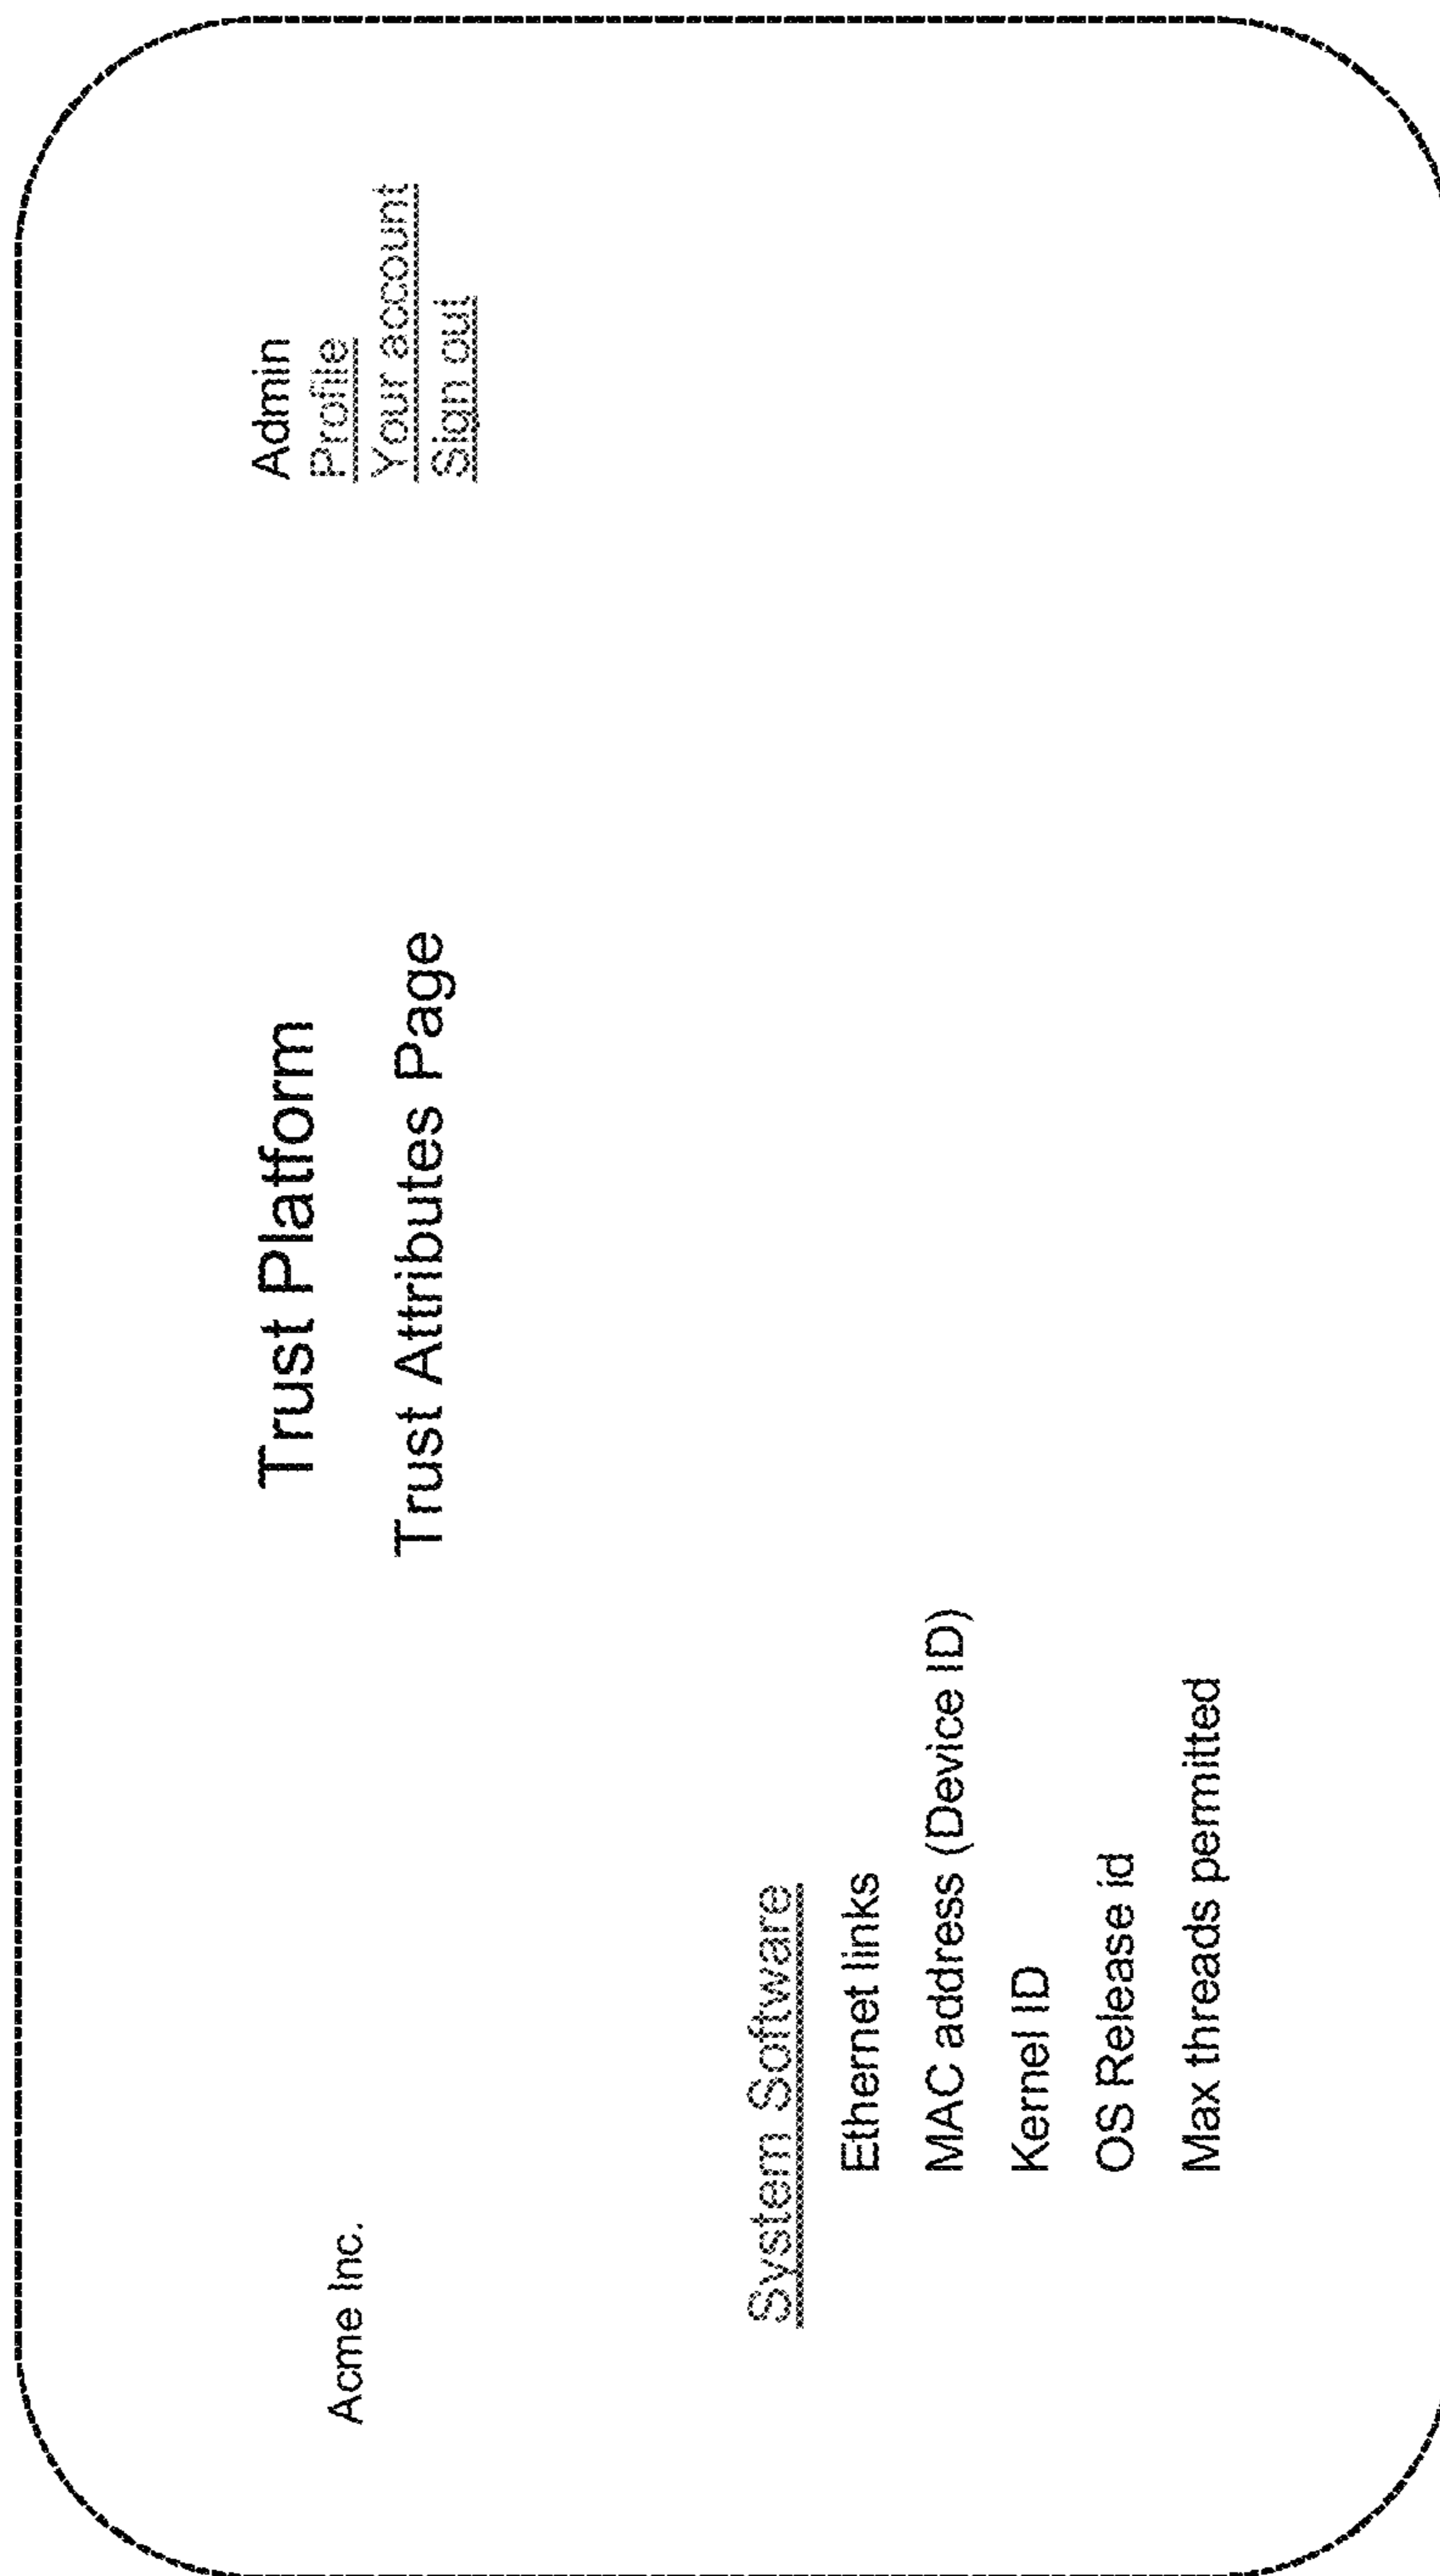 Acme Inc.
Trust Platform
Trust Attributes Page
Admin
Profile
Your account
Sign out
System Software
Ethernet links
MAC address (Device ID)
Kernel ID
OS Release id
Max threads permitted